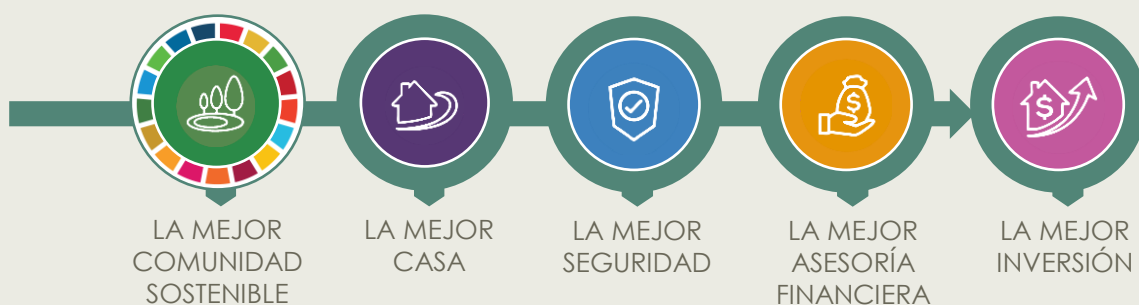 LA MEJOR
COMUNIDAD
SOSTENIBLE
LA MEJOR
CASA
LA MEJOR
SEGURIDAD
$
LA MEJOR
ASESORÍA
FINANCIERA
$
LA MEJOR
INVERSIÓN